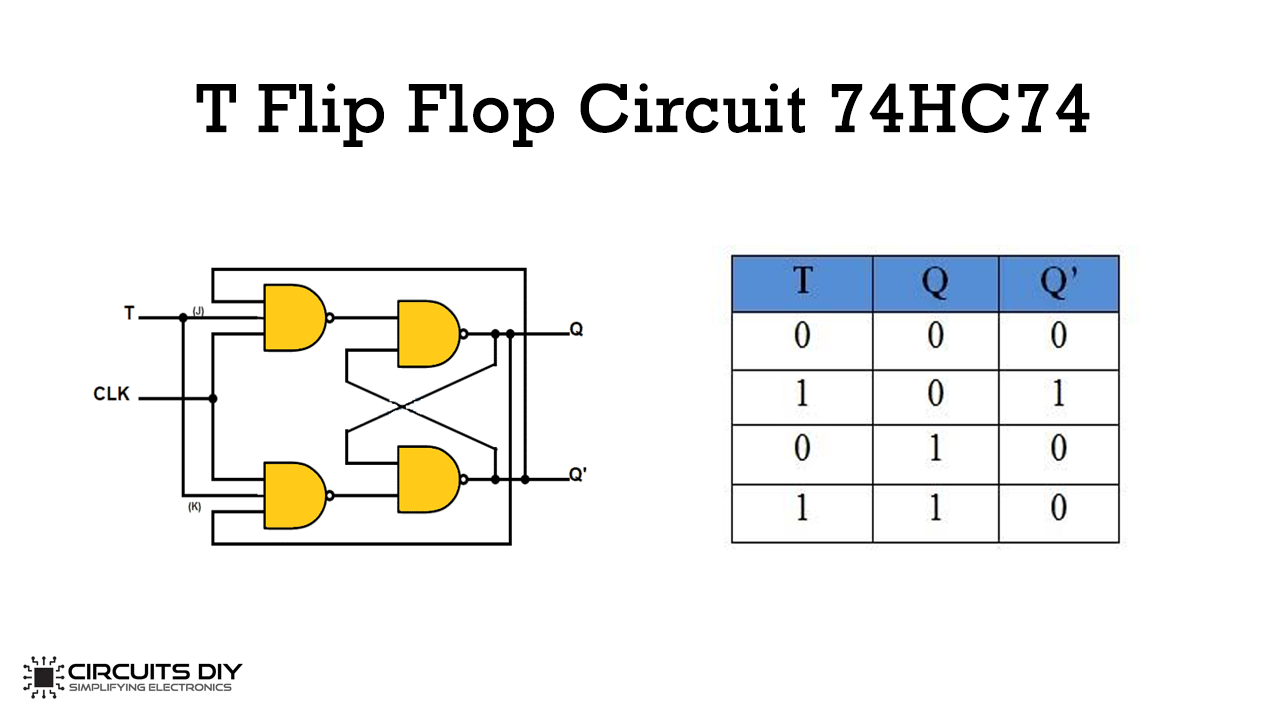 T Flip Flop Circuit 74HC74
T
(J)
CLK
(K)
Q
Q'
T Q Q’
0 0 0
1 0 1
0 1 0
1 1 0
CIRCUITS DIY
SIMPLIFYING ELECTRONICS